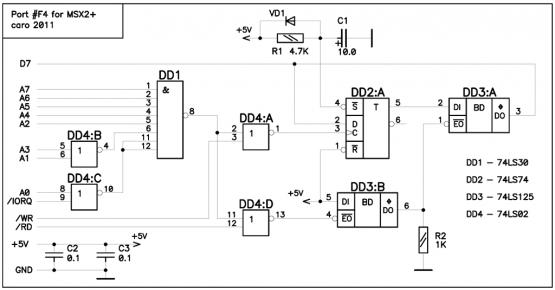 Port #F4 for MSX2+
caro 2011
VD1
+5V
R1 4.7K
C1
+
10.0
D7
A7
A6
A5
A4
A2
A3
A1
A0
/IORQ
/WR
/RD
DD1
&
1
2
3
4
5
6
11
12
8
DD4:B
5
6
1
4
DD4:C
8
9
1
10
DD4:A
2
3
1
1
DD4:D
11
12
1
13
DD2:A
4
2
3
1
S T
D
C
R
5
6
DD3:A
2
1
DI BD
EO DO
3
DD3:B
+5V
5
4
DI BD
EO DO
6
R2
1K
DD1 - 74LS30
DD2 - 74LS74
DD3 - 74LS125
DD4 - 74LS02
+5V
C2
0.1
C3
0.1
+5V
GND